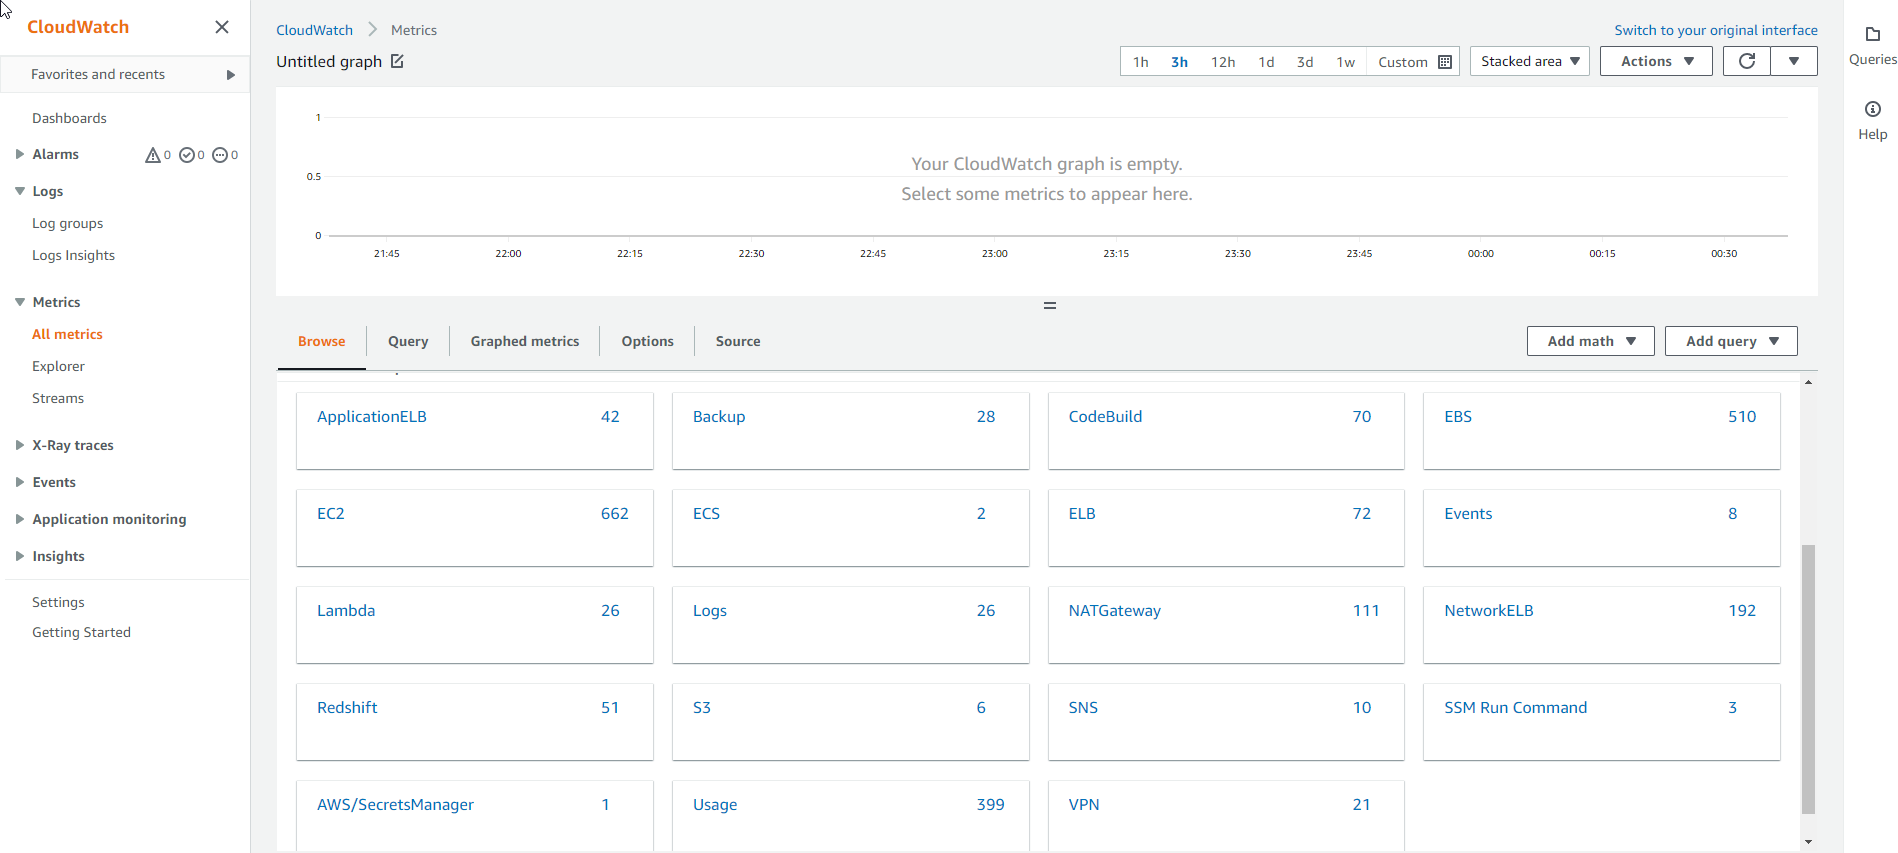 CloudWatch
Favorites and recents
Dashboards
Alarms 0 0 0
Logs
Log groups
Logs Insights
Metrics
All metrics
Explorer
Streams
X-Ray traces
Events
Application monitoring
Insights
Settings
Getting Started
CloudWatch Metrics
Switch to your original interface
Untitled graph
1h 3h 12h 1d 3d 1w Custom Stacked area Actions
1
0.5
0
Your CloudWatch graph is empty.
Select some metrics to appear here.
21:45 22:00 22:15 22:30 22:45 23:00 23:15 23:30 23:45 00:00 00:15 00:30
Browse Query Graphed metrics Options Source Add math Add query
ApplicationELB 42 Backup 28 CodeBuild 70 EBS 510
EC2 662 ECS 2 ELB 72 Events 8
Lambda 26 Logs 26 NATGateway 111 NetworkELB 192
Redshift 51 S3 6 SNS 10 SSM Run Command 3
AWS/SecretsManager 1 Usage 399 VPN 21
Queries
Help